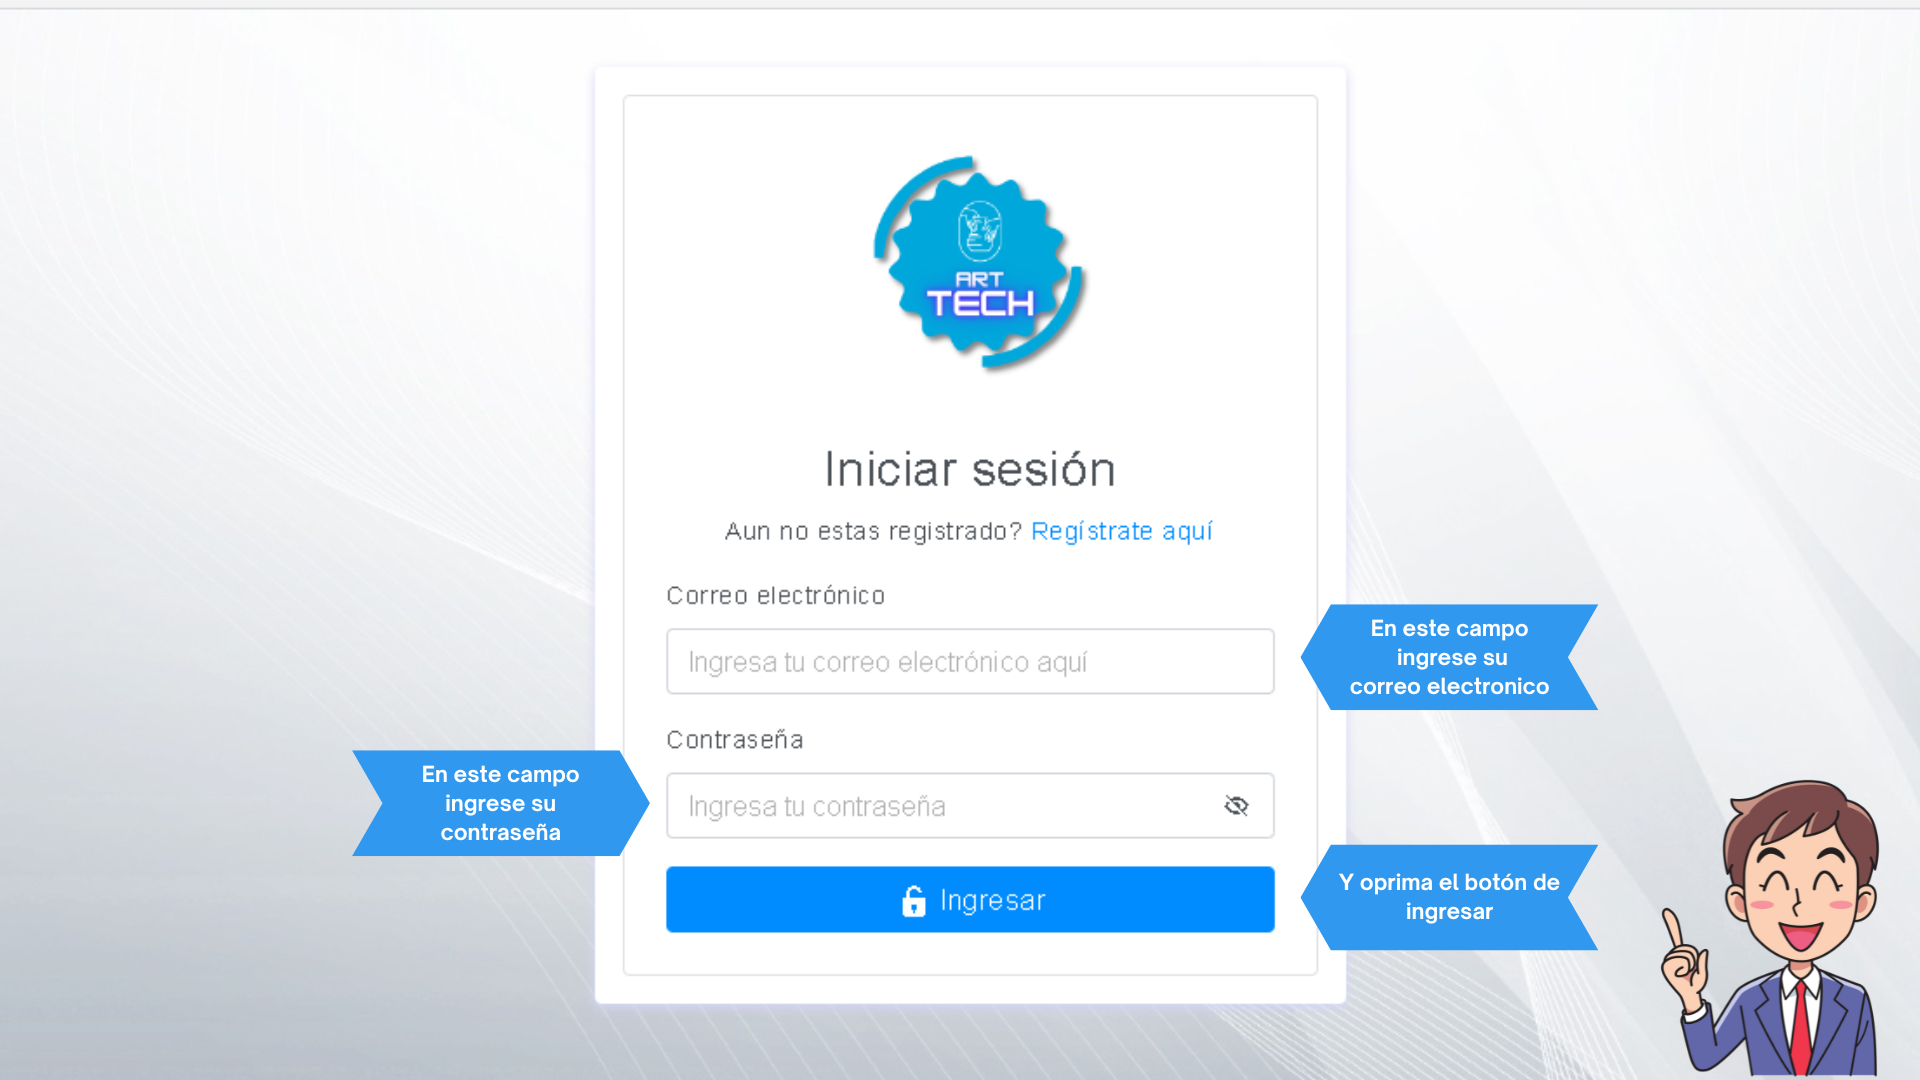 ART
TECH
Iniciar sesión
Aun no estas registrado? Regístrate aquí
Correo electrónico
Ingresa tu correo electrónico aquí
En este campo
ingrese su
correo electronico
Contraseña
En este campo
ingrese su
contraseña
Ingresa tu contraseña
Ingresar
Y oprima el botón de
ingresar